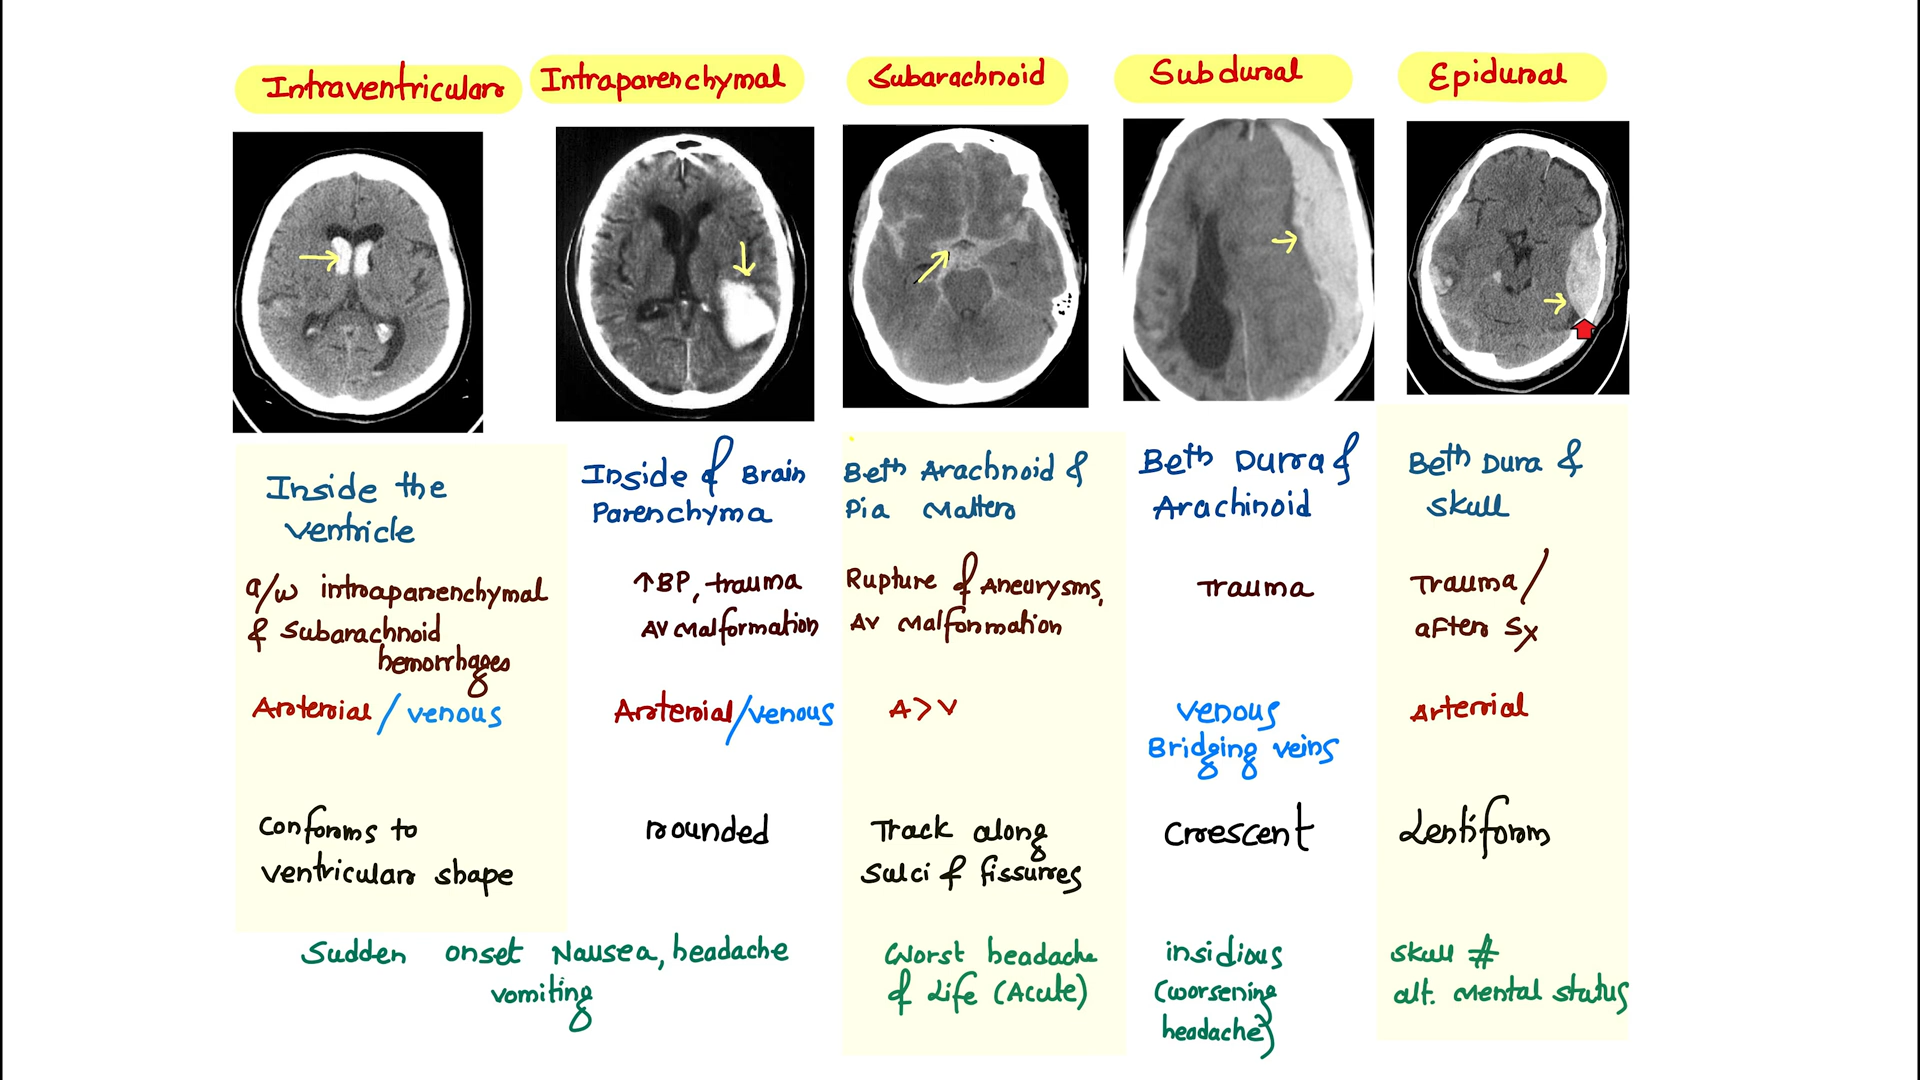 Intraventricular
Intraparenchymal
Subarachnoid
Subdural
Epidural
Inside the
ventricle
Inside of Brain
Parenchyma
Beth Arachnoid &
Pia Matter
Beth Durra &
Arachinoid
Beth Dura &
skull
a/w intraparenchymal
& Subarachnoid
hemorrhages
↑BP, trauma
AV Malformation
Rupture of Aneurysms,
AV Malformation
Trauma
Trauma/
after Sx
Arterial / venous
Arterial/venous
A>V
venous
Bridging veins
Arterial
Conforms to
ventricular shape
rounded
Track along
Sulci & fissures
Crescent
Lentiform
Sudden onset Nausea, headache
vomiting
Worst headache
of Life (Acute)
insidious
(worsening
headache)
skull #
alt. Mental status